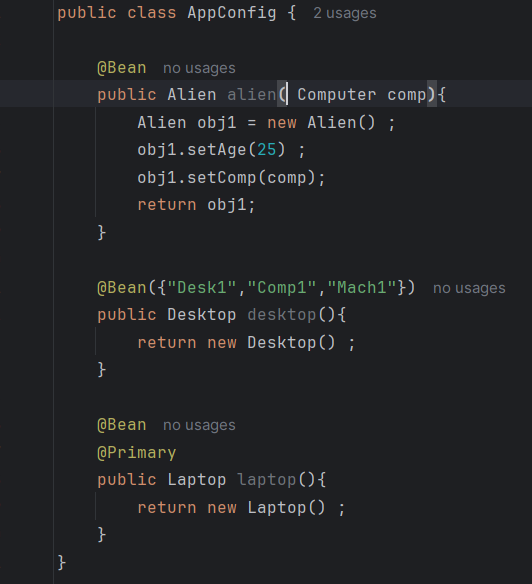 public class AppConfig { 2 usages
@Bean no usages
public Alien alien( Computer comp){
Alien obj1 = new Alien() ;
obj1.setAge(25) ;
obj1.setComp(comp);
return obj1;
}
@Bean({"Desk1","Comp1","Mach1"}) no usages
public Desktop desktop(){
return new Desktop() ;
}
@Bean no usages
@Primary
public Laptop laptop(){
return new Laptop() ;
}
}